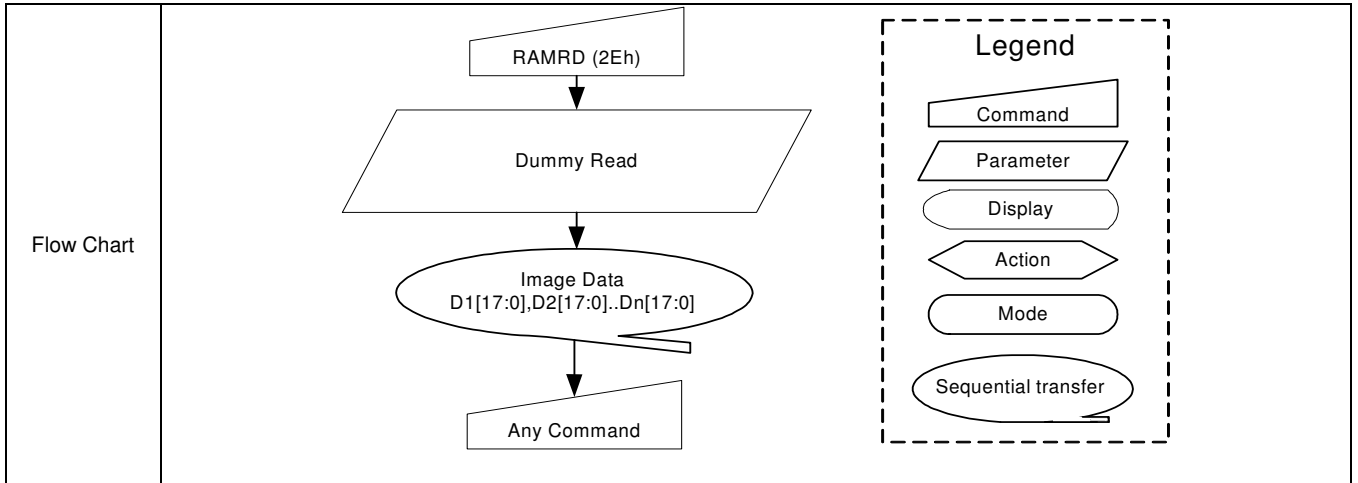 Flow Chart
RAMRD (2Eh)
Dummy Read
Image Data
D1[17:0],D2[17:0]..Dn[17:0]
Any Command
Legend
Command
Parameter
Display
Action
Mode
Sequential transfer